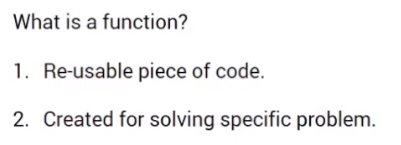 What is a function?
1. Re-usable piece of code.
2. Created for solving specific problem.